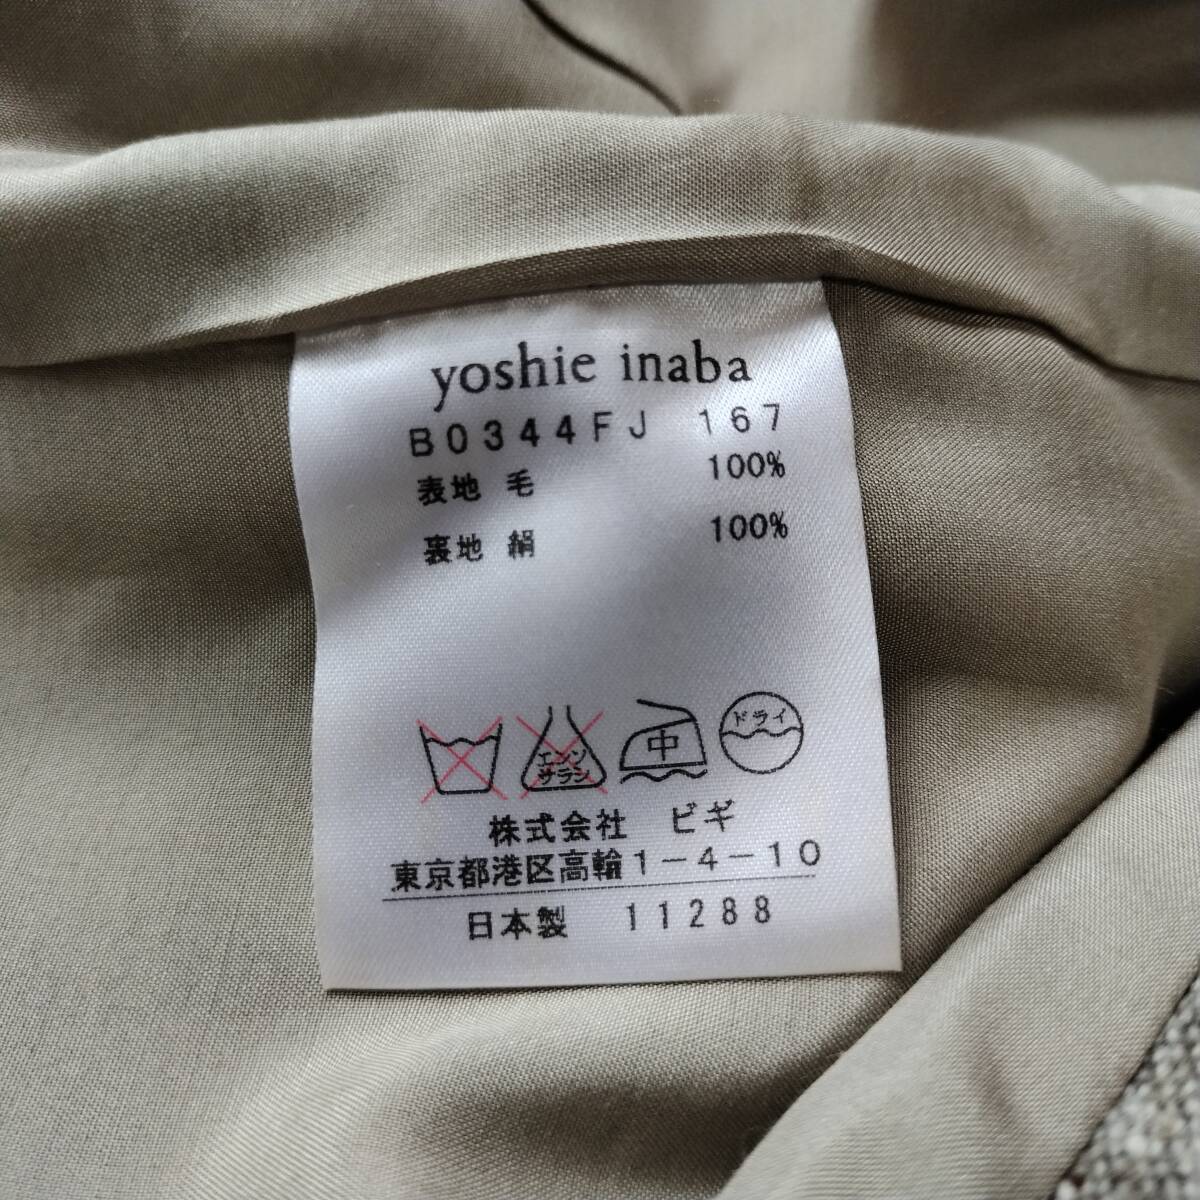 yoshie inaba
B0344FJ 167
表地 毛 100%
裏地 絹 100%
エンソ
サラシ
中
ドライ
株式会社 ビギ
東京都港区高輪1-4-10
日本製 11288